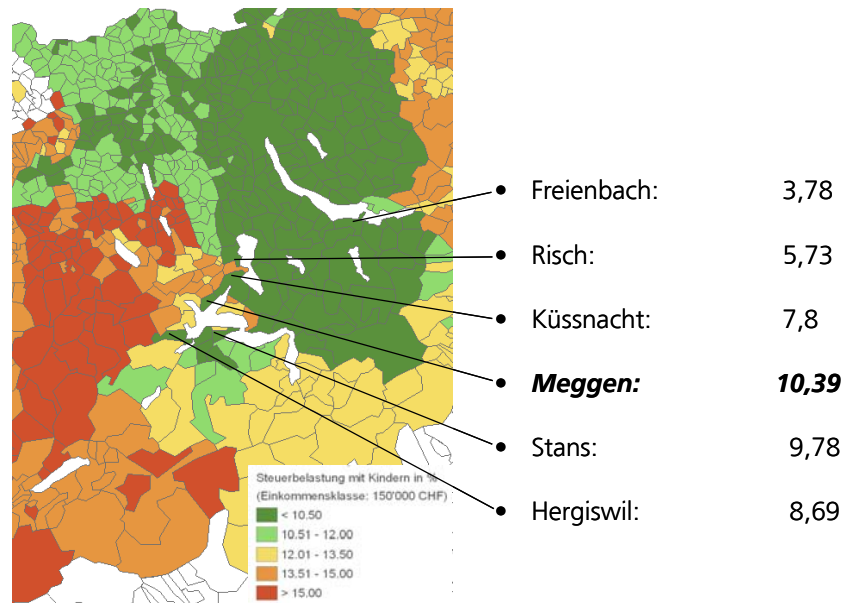 • Freienbach: 3,78
• Risch: 5,73
• Küssnacht: 7,8
• Meggen: 10,39
• Stans: 9,78
• Hergiswil: 8,69
Steuerbelastung mit Kindern in %
(Einkommensklasse: 150'000 CHF)
< 10.50
10.51 - 12.00
12.01 - 13.50
13.51 - 15.00
> 15.00